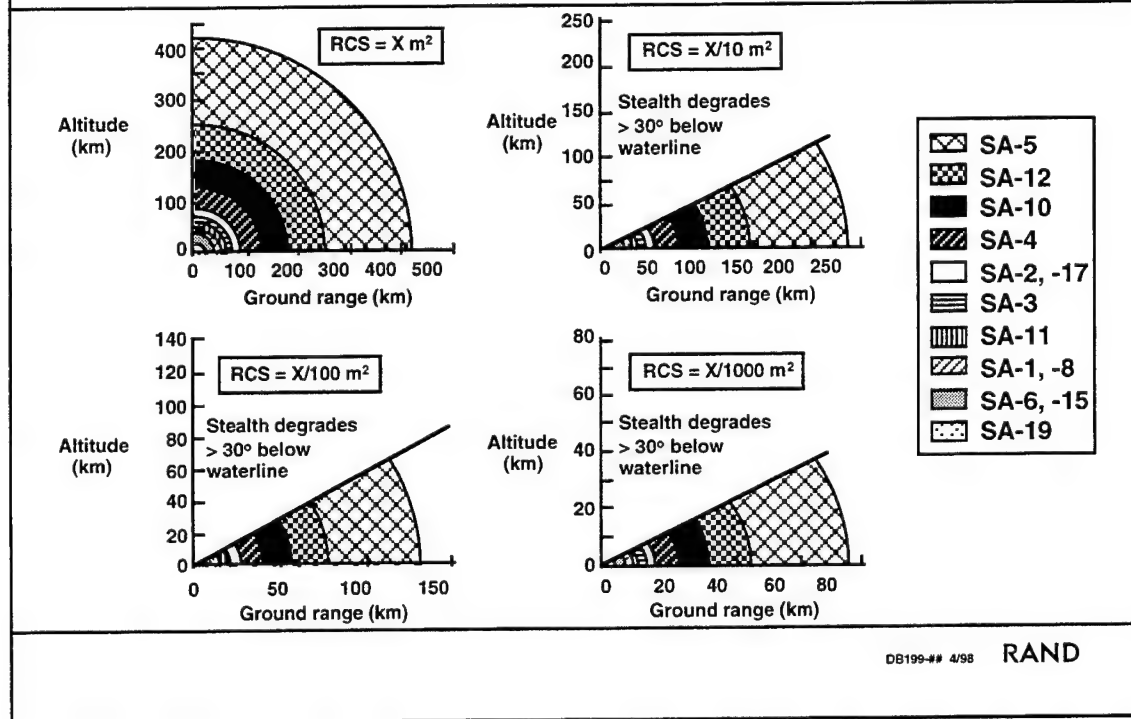 RCS = X m²
400
300
200
100
0
Altitude
(km)
0 100 200 300 400 500
Ground range (km)
RCS = X/10 m²
250
200
150
100
50
0
Altitude
(km)
Stealth degrades
> 30º below
waterline
0 50 100 150 200 250
Ground range (km)
RCS = X/100 m²
140
120
100
80
60
40
20
0
Altitude
(km)
Stealth degrades
> 30º below
waterline
0 50 100 150
Ground range (km)
RCS = X/1000 m²
80
60
40
20
0
Altitude
(km)
Stealth degrades
> 30º below
waterline
0 20 40 60 80
Ground range (km)
SA-5
SA-12
SA-10
SA-4
SA-2, -17
SA-3
SA-11
SA-1, -8
SA-6, -15
SA-19
DB199-## 4/98 RAND